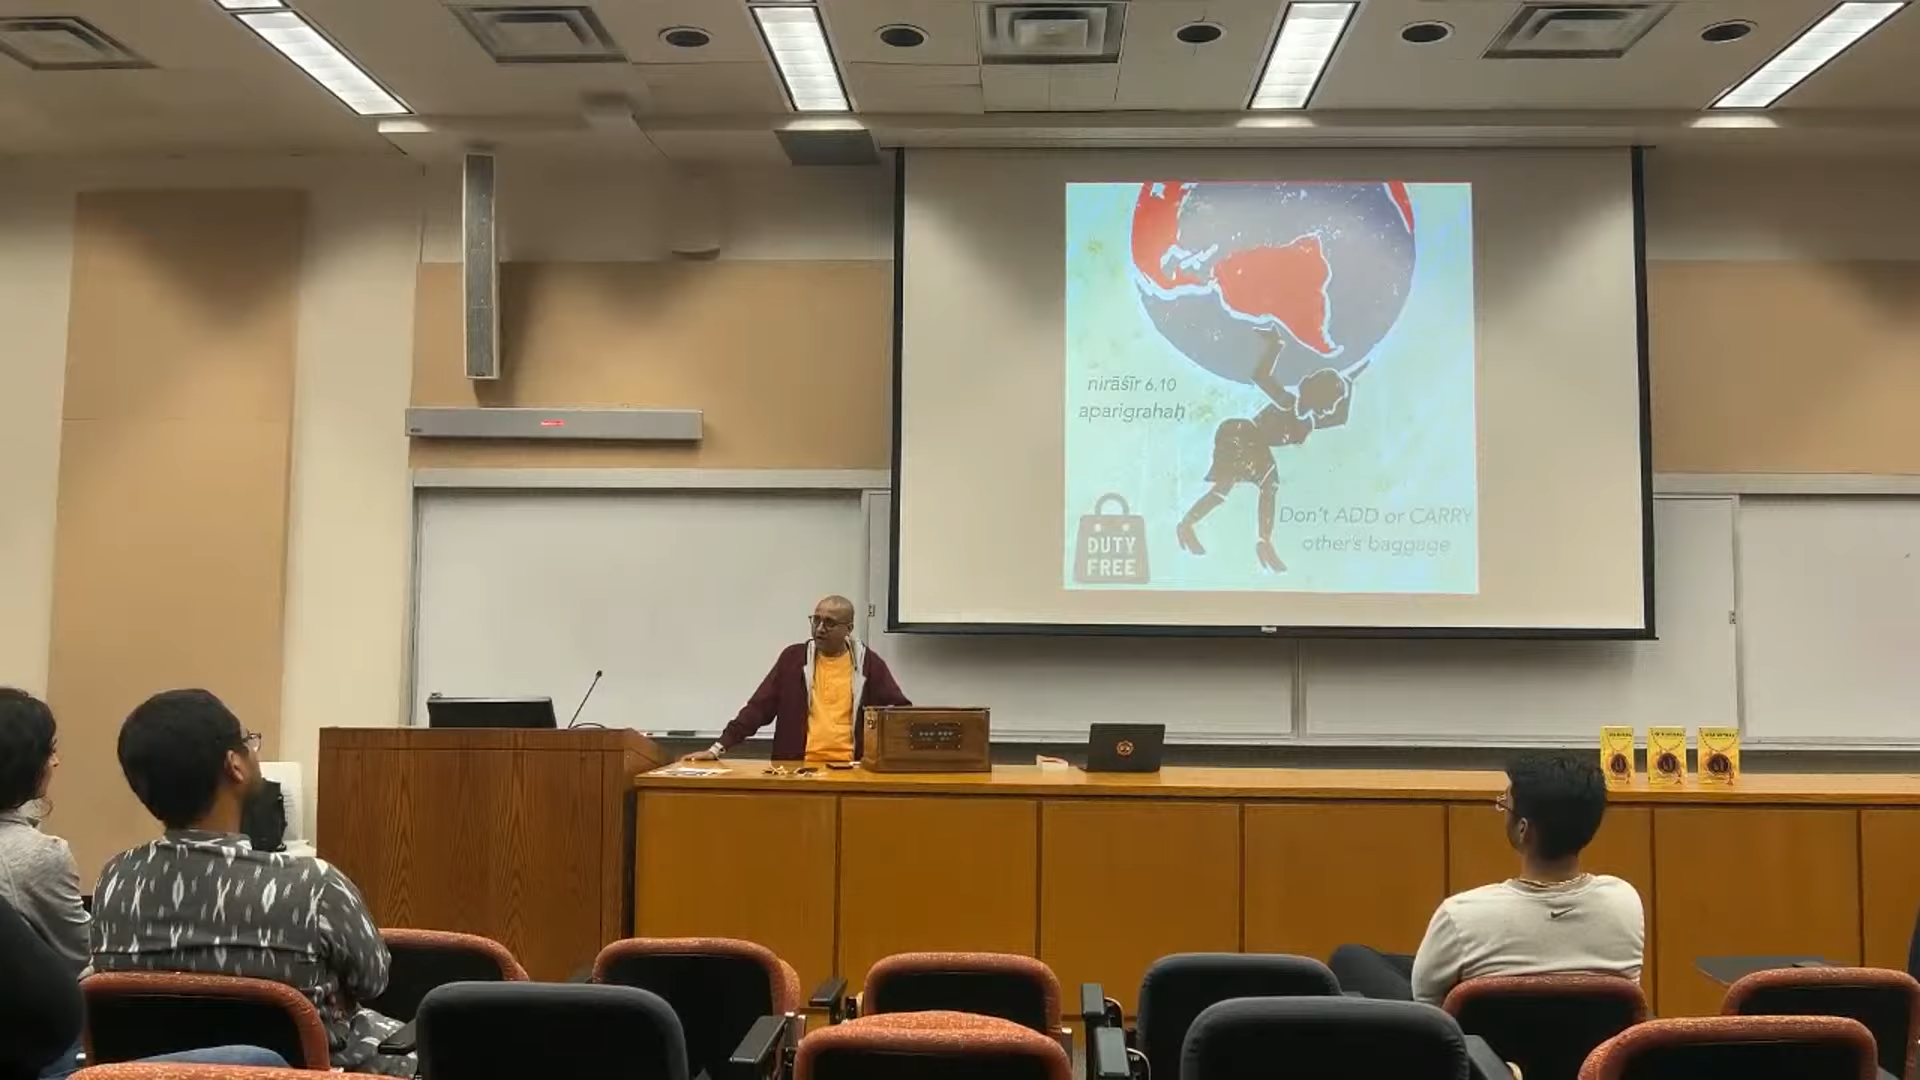 nirāśīr 6.10
aparigrahaḥ
Don't ADD or CARRY
other's baggage
DUTY
FREE